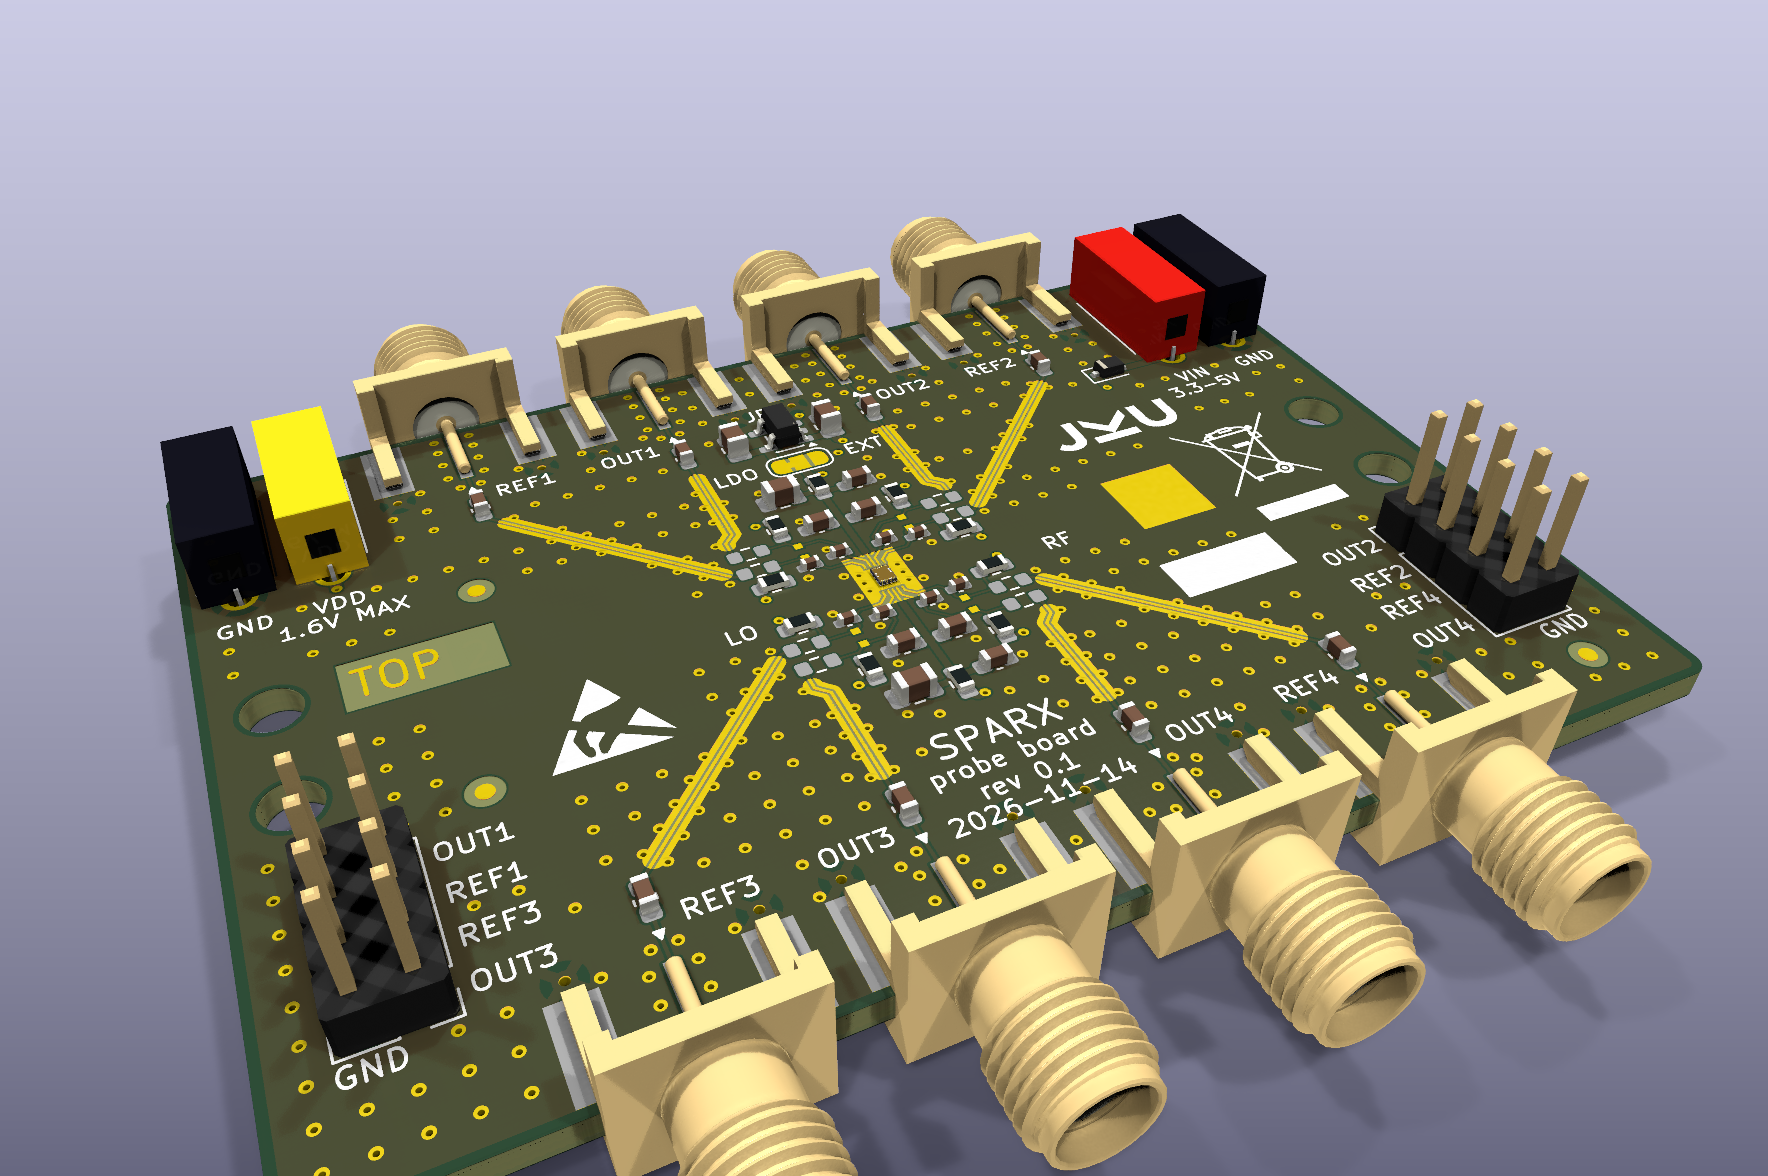 REF2
VIN
3.3-5V
GND
OUT2
JKU
OUT1
EXT
LDO
REF1
RF
OUT2
REF2
REF4
OUT4
GND
GND
VDD
1.6V MAX
LO
TOP
REF4
OUT4
SPARX
probe board
rev 0.1
2026-11-14
OUT3
REF3
OUT1
REF1
REF3
OUT3
GND